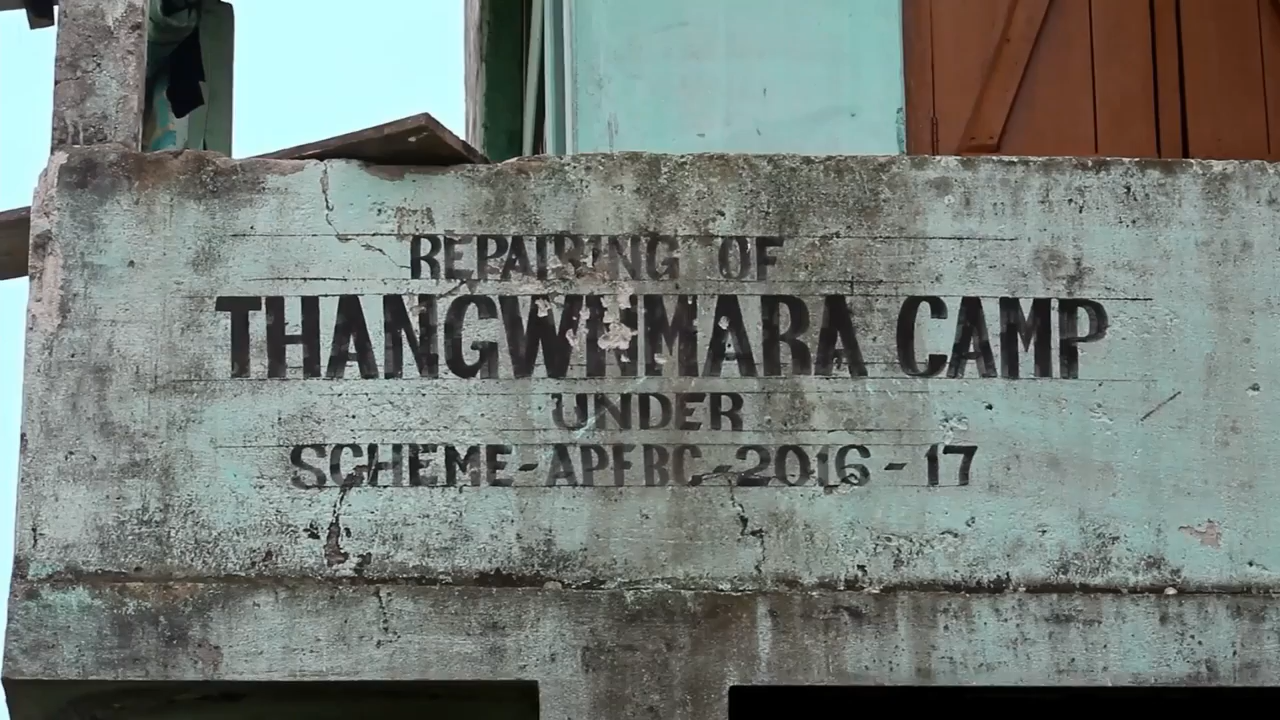 REPAIRING OF
THANGWNMARA CAMP
UNDER
SCHEME-APFBC-2016-17